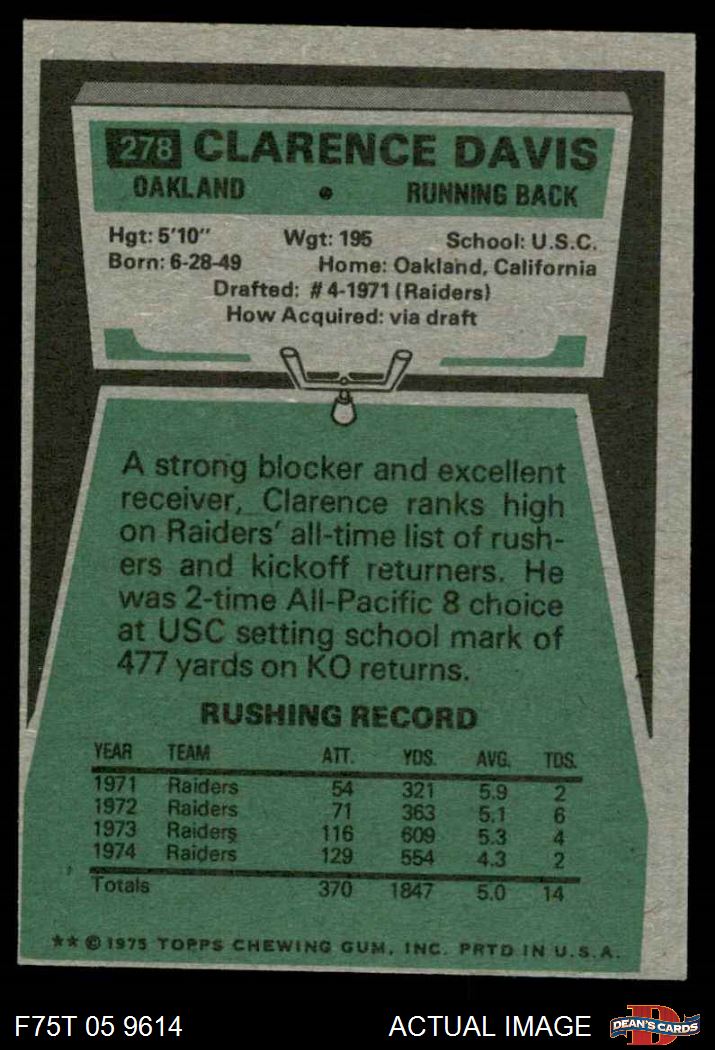 278 CLARENCE DAVIS
OAKLAND • RUNNING BACK
Hgt: 5'10" Wgt: 195 School: U.S.C.
Born: 6-28-49 Home: Oakland, California
Drafted: #4-1971 (Raiders)
How Acquired: via draft
A strong blocker and excellent
receiver, Clarence ranks high
on Raiders' all-time list of rush-
ers and kickoff returners. He
was 2-time All-Pacific 8 choice
at USC setting school mark of
477 yards on KO returns.
RUSHING RECORD
YEAR TEAM ATT. YDS. AVG. TDS.
1971 Raiders 54 321 5.9 2
1972 Raiders 71 363 5.1 6
1973 Raiders 116 609 5.3 4
1974 Raiders 129 554 4.3 2
Totals 370 1847 5.0 14
** © 1975 TOPPS CHEWING GUM, INC. PRTD IN U.S.A.
F75T 05 9614 ACTUAL IMAGE DEAN'S CARDS